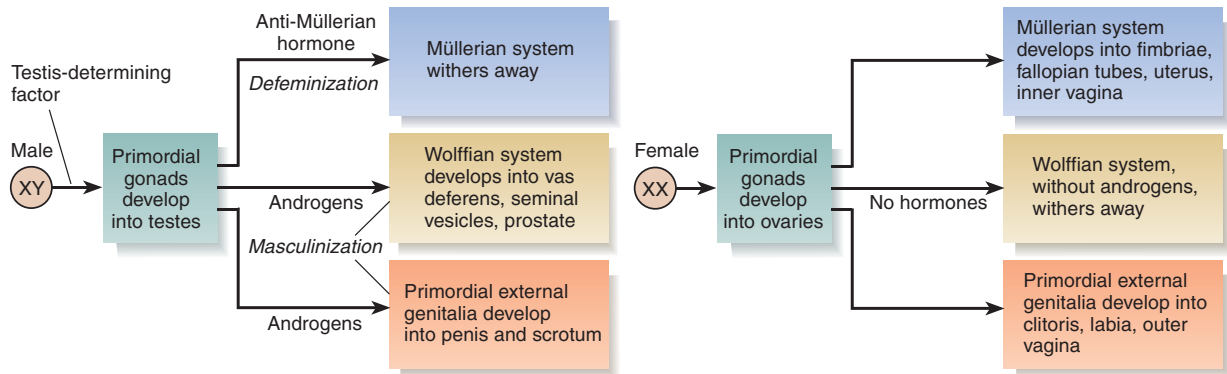 Testis-determining
factor
Male
XY
Primordial
gonads
develop
into testes
Anti-Müllerian
hormone
Defeminization
Müllerian system
withers away
Androgens
Wolffian system
develops into vas
deferens, seminal
vesicles, prostate
Masculinization
Androgens
Primordial external
genitalia develop
into penis and scrotum
Female
XX
Primordial
gonads
develop
into ovaries
Müllerian system
develops into fimbriae,
fallopian tubes, uterus,
inner vagina
No hormones
Wolffian system,
without androgens,
withers away
Primordial external
genitalia develop into
clitoris, labia, outer
vagina